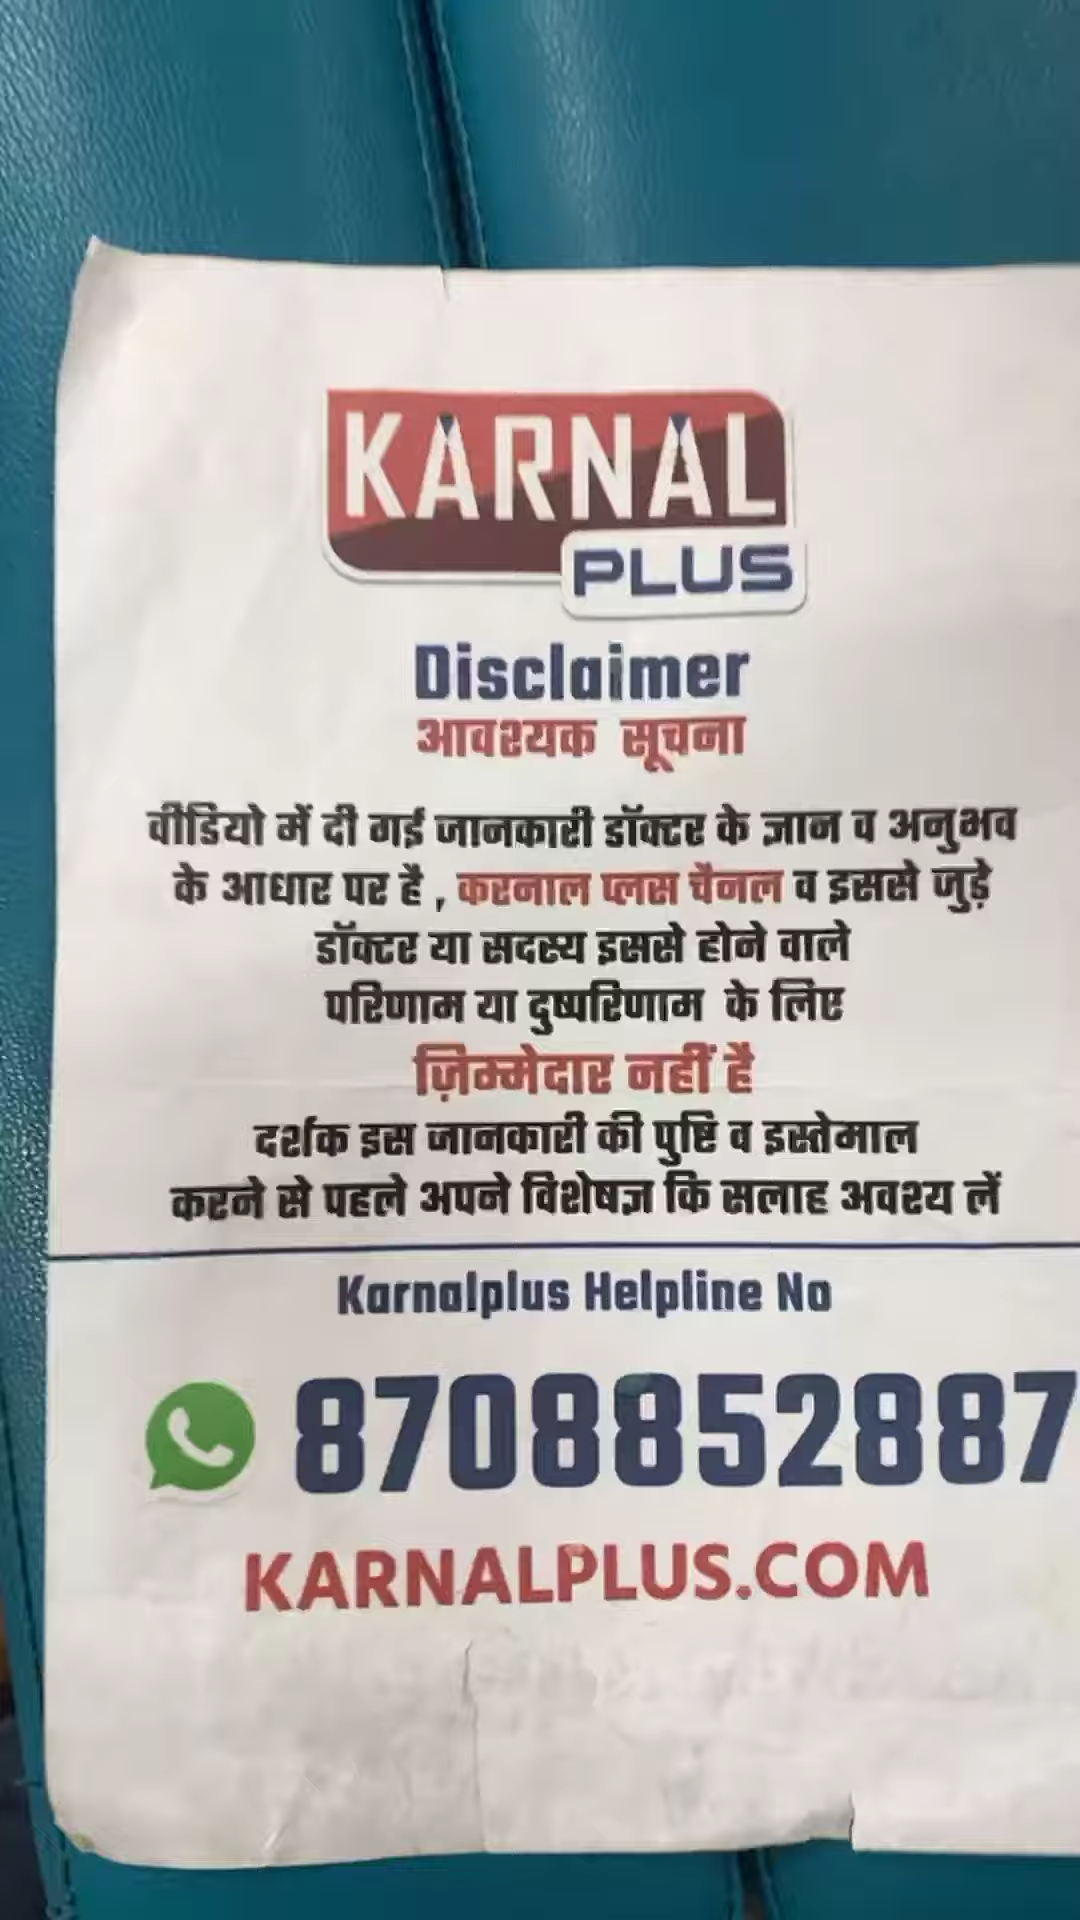 KARNAL
PLUS
Disclaimer
आवश्यक सूचना
वीडियो में दी गई जानकारी डॉक्टर के ज्ञान व अनुभव
के आधार पर है , करनाल प्लस चैनल व इससे जुड़े
डॉक्टर या सदस्य इससे होने वाले
परिणाम या दुष्परिणाम के लिए
ज़िम्मेदार नहीं है
दर्शक इस जानकारी की पुष्टि व इस्तेमाल
करने से पहले अपने विशेषज्ञ कि सलाह अवश्य लें
Karnalplus Helpline No
8708852887
KARNALPLUS.COM